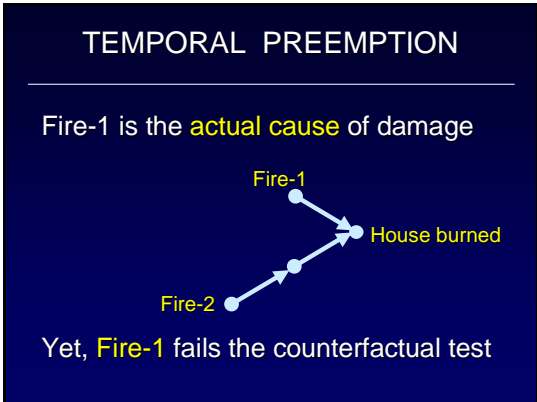 TEMPORAL PREEMPTION
Fire-1 is the actual cause of damage
Fire-1
House burned
Fire-2
Yet, Fire-1 fails the counterfactual test